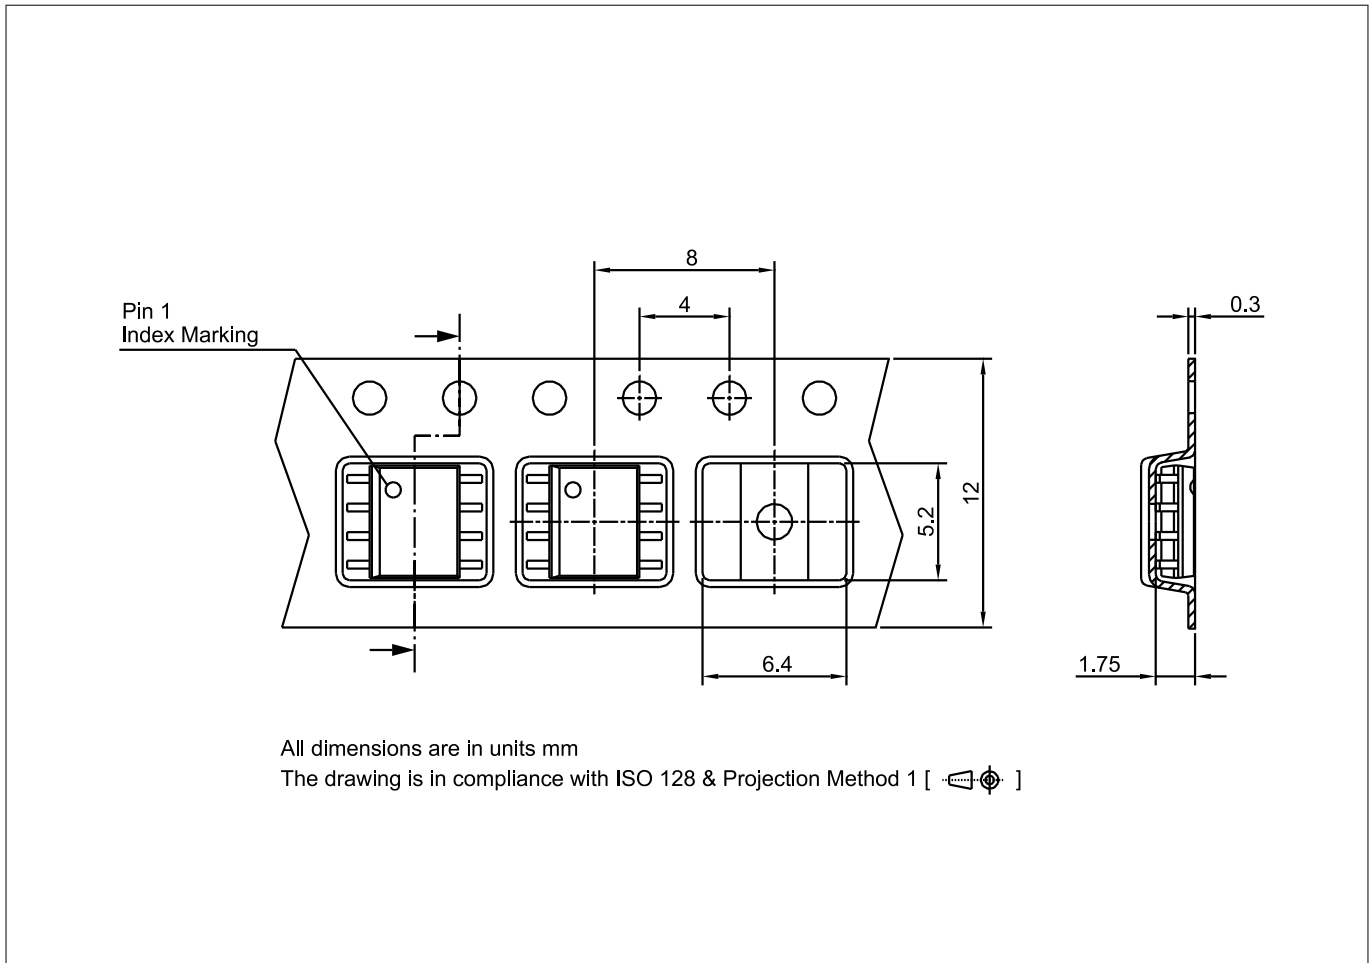 8
4
0.3
Pin 1
Index Marking
5.2
12
6.4
1.75
All dimensions are in units mm
The drawing is in compliance with ISO 128 & Projection Method 1 [ ]